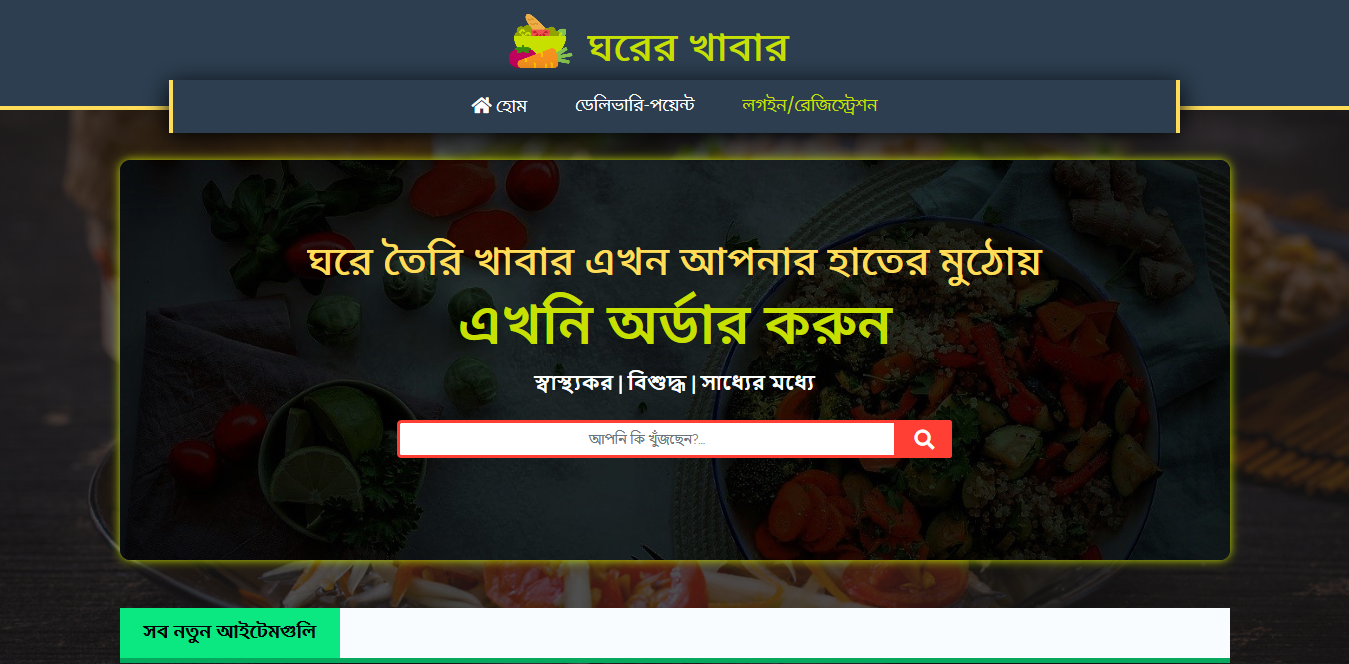 ঘরের খাবার
হোম ডেলিভারি-পয়েন্ট লগইন/রেজিস্ট্রেশন
ঘরে তৈরি খাবার এখন আপনার হাতের মুঠোয়
এখনি অর্ডার করুন
স্বাস্থ্যকর | বিশুদ্ধ | সাধ্যের মধ্যে
আপনি কি খুঁজছেন?...
সব নতুন আইটেমগুলি